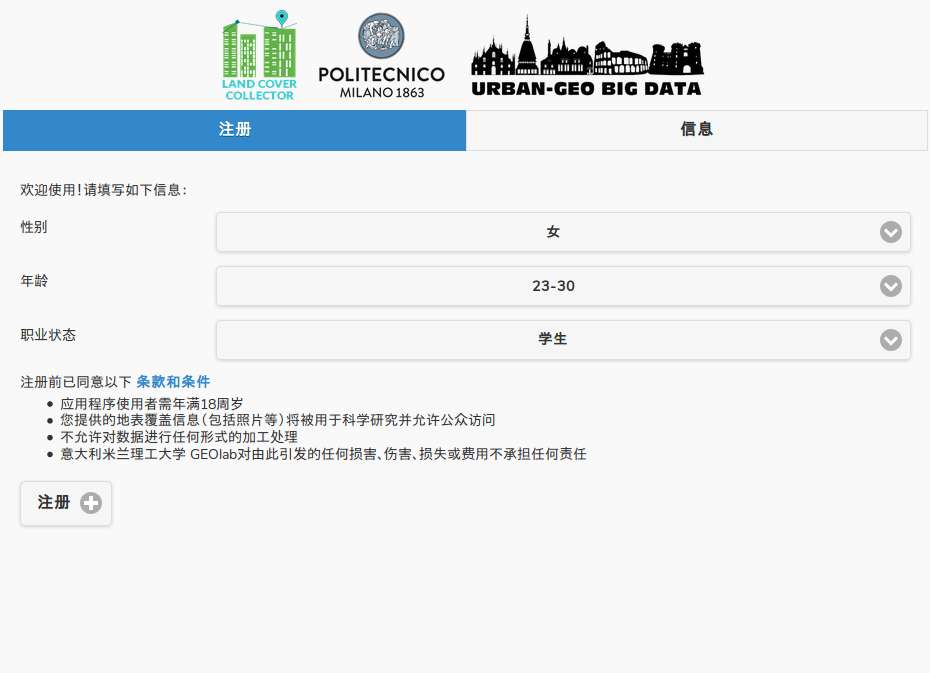 LAND COVER
COLLECTOR
POLITECNICO
MILANO 1863
URBAN-GEO BIG DATA
注册
信息
欢迎使用!请填写如下信息:
性别
女
年龄
23-30
职业状态
学生
注册前已同意以下 条款和条件
• 应用程序使用者需年满18周岁
• 您提供的地表覆盖信息(包括照片等)将被用于科学研究并允许公众访问
• 不允许对数据进行任何形式的加工处理
• 意大利米兰理工大学 GEOlab对由此引发的任何损害、伤害、损失或费用不承担任何责任
注册